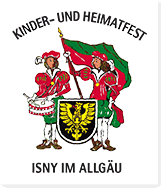 KINDER- UND HEIMATFEST
ISNY IM ALLGÄU